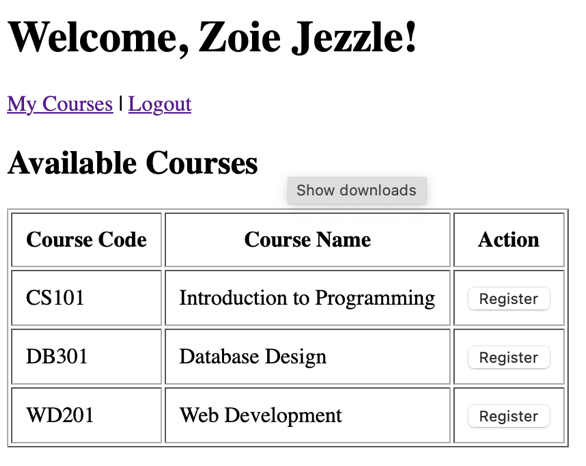 Welcome, Zoie Jezzle!
My Courses | Logout
Available Courses
Show downloads
Course Code Course Name Action
CS101 Introduction to Programming Register
DB301 Database Design Register
WD201 Web Development Register